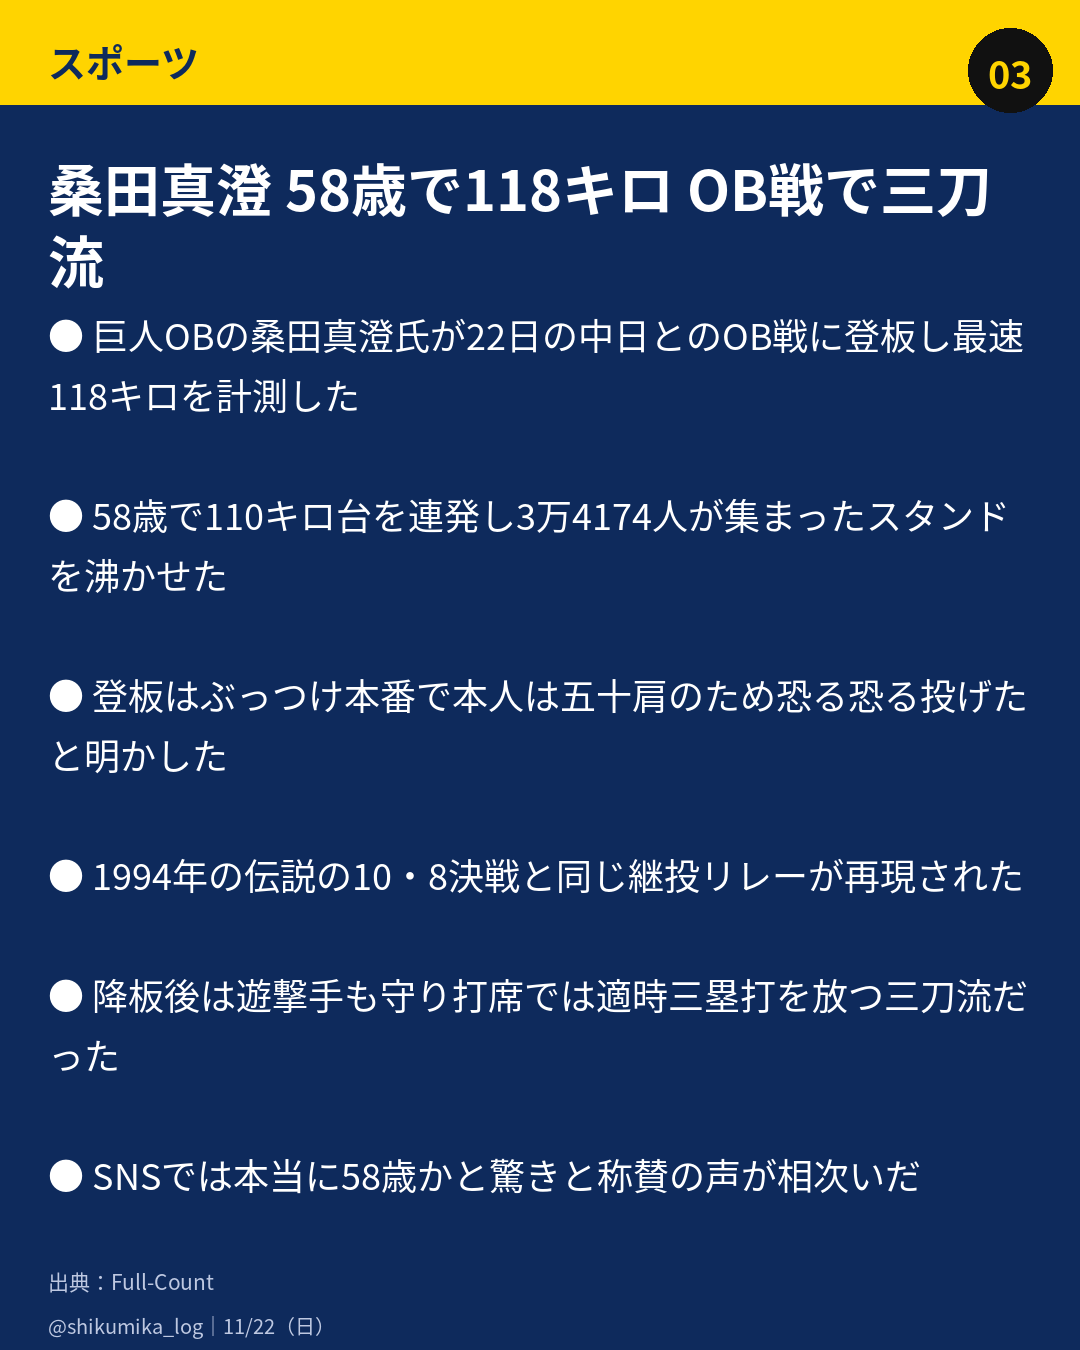 スポーツ
03
桑田真澄 58歳で118キロ OB戦で三刀
流
● 巨人OBの桑田真澄氏が22日の中日とのOB戦に登板し最速
118キロを計測した
● 58歳で110キロ台を連発し3万4174人が集まったスタンド
を沸かせた
● 登板はぶっつけ本番で本人は五十肩のため恐る恐る投げた
と明かした
● 1994年の伝説の10・8決戦と同じ継投リレーが再現された
● 降板後は遊撃手も守り打席では適時三塁打を放つ三刀流だ
った
● SNSでは本当に58歳かと驚きと称賛の声が相次いだ
出典：Full-Count
@shikumika_log｜11/22（日）